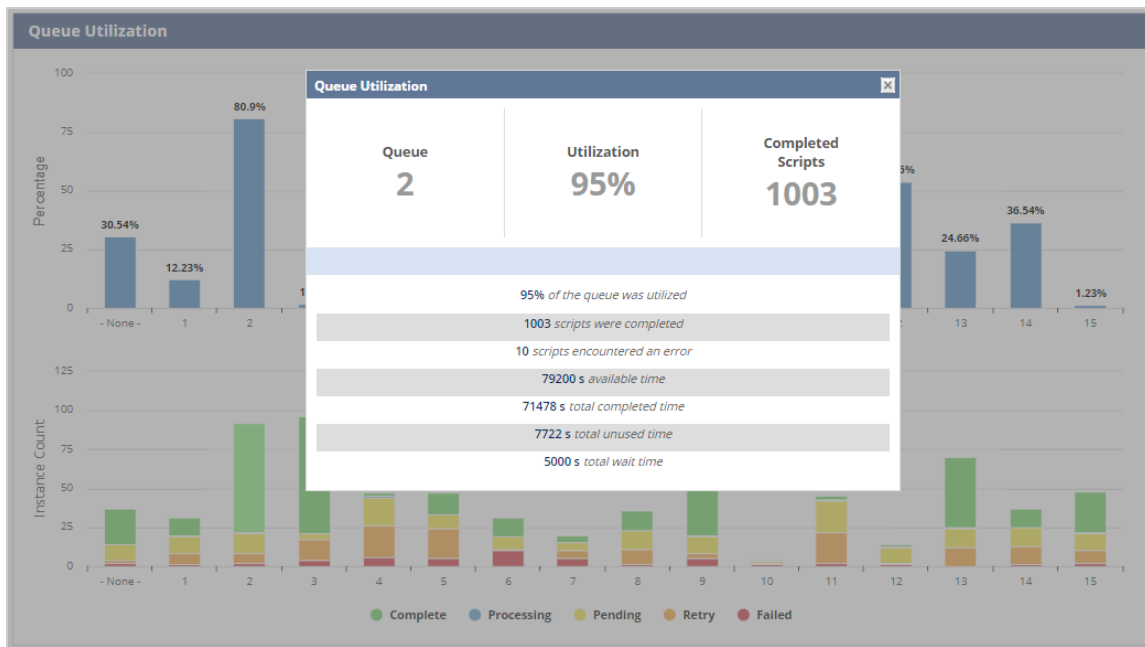 Queue Utilization
Percentage
100
75
50
25
0
30.54%
12.23%
80.9%
24.66%
36.54%
1.23%
- None -
1
2
13
14
15
Queue Utilization
Queue
2
Utilization
95%
Completed
Scripts
1003
95% of the queue was utilized
1003 scripts were completed
10 scripts encountered an error
79200 s available time
71478 s total completed time
7722 s total unused time
5000 s total wait time
Instance Count
125
100
75
50
25
0
- None -
1
2
3
4
5
6
7
8
9
10
11
12
13
14
15
Complete
Processing
Pending
Retry
Failed